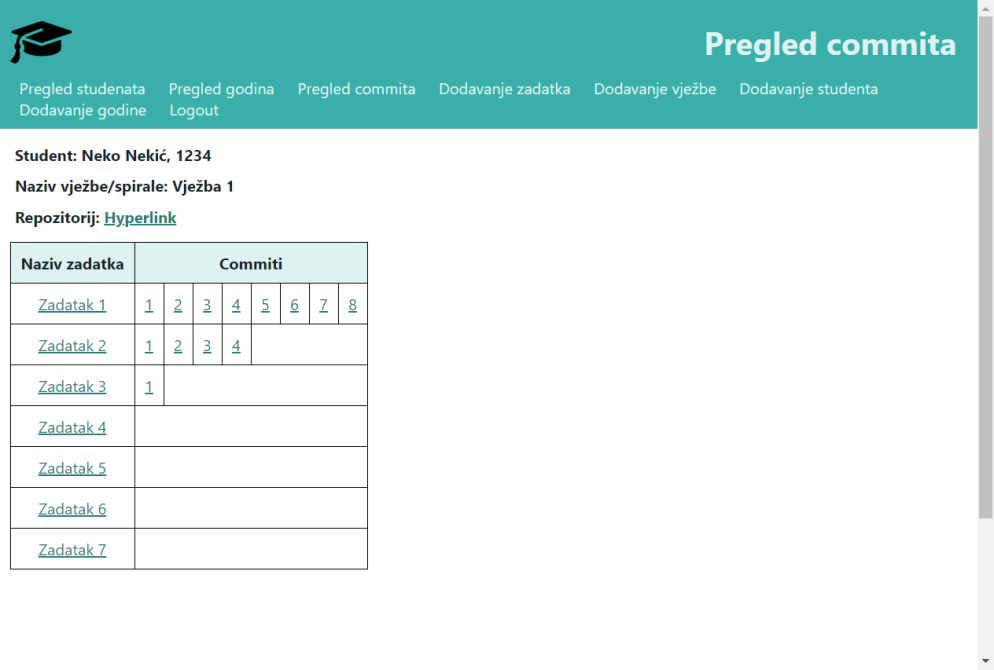 Pregled commita
Pregled studenata Pregled godina Pregled commita Dodavanje zadatka Dodavanje vježbe Dodavanje studenta
Dodavanje godine Logout
Student: Neko Nekić, 1234
Naziv vježbe/spirale: Vježba 1
Repozitorij: Hyperlink
Naziv zadatka Commiti
Zadatak 1 1 2 3 4 5 6 7 8
Zadatak 2 1 2 3 4
Zadatak 3 1
Zadatak 4
Zadatak 5
Zadatak 6
Zadatak 7